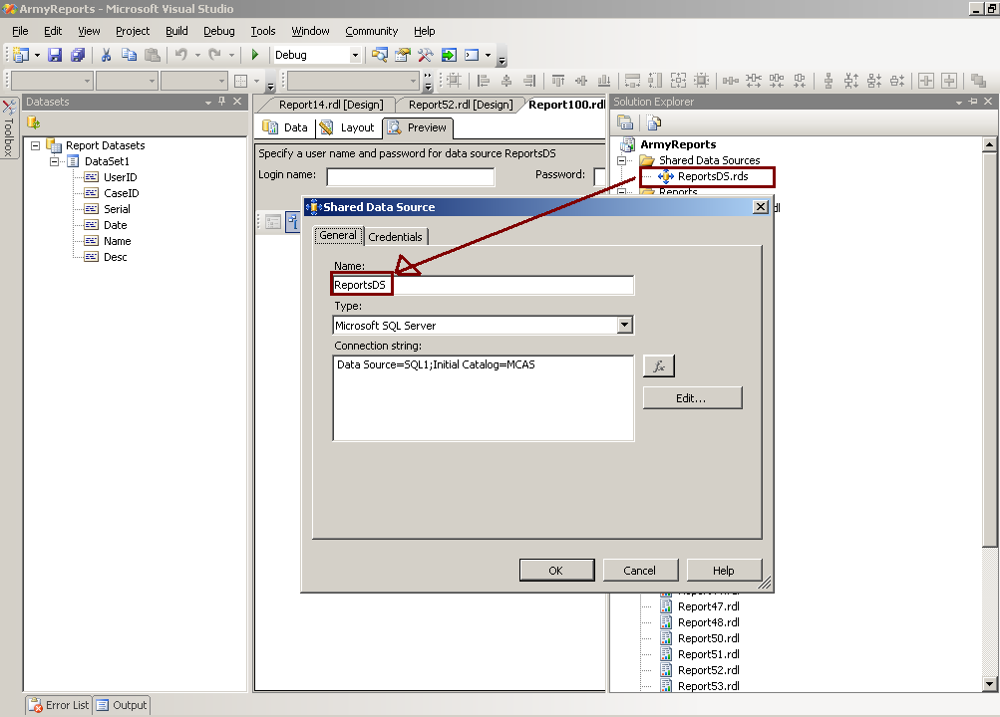 ArmyReports - Microsoft Visual Studio
File Edit View Project Build Debug Tools Window Community Help
Debug
Toolbox
Datasets
Report Datasets
DataSet1
UserID
CaseID
Serial
Date
Name
Desc
Report14.rdl [Design] Report52.rdl [Design] Report100.rdl
Data Layout Preview
Specify a user name and password for data source ReportsDS
Login name: Password:
Solution Explorer
ArmyReports
Shared Data Sources
ReportsDS.rds
Reports
Shared Data Source
General Credentials
Name:
ReportsDS
Type:
Microsoft SQL Server
Connection string:
Data Source=SQL1;Initial Catalog=MCAS
fx
Edit...
OK Cancel Help
Report47.rdl
Report48.rdl
Report50.rdl
Report51.rdl
Report52.rdl
Report53.rdl
Error List Output